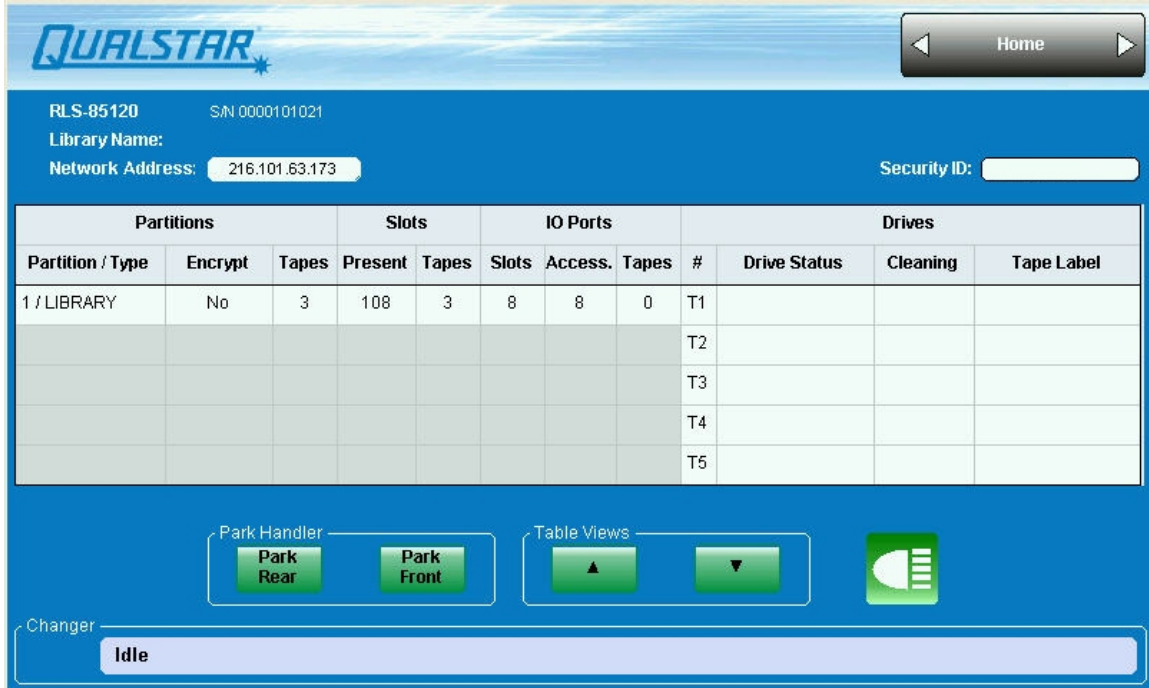 QUALSTAR
Home
RLS-85120 S/N 0000101021
Library Name:
Network Address: 216.101.63.173 Security ID:
Partitions Slots IO Ports Drives
Partition / Type Encrypt Tapes Present Tapes Slots Access. Tapes # Drive Status Cleaning Tape Label
1 / LIBRARY No 3 108 3 8 8 0 T1
T2
T3
T4
T5
Park Handler Table Views
Park Rear Park Front ▲ ▼
Changer
Idle